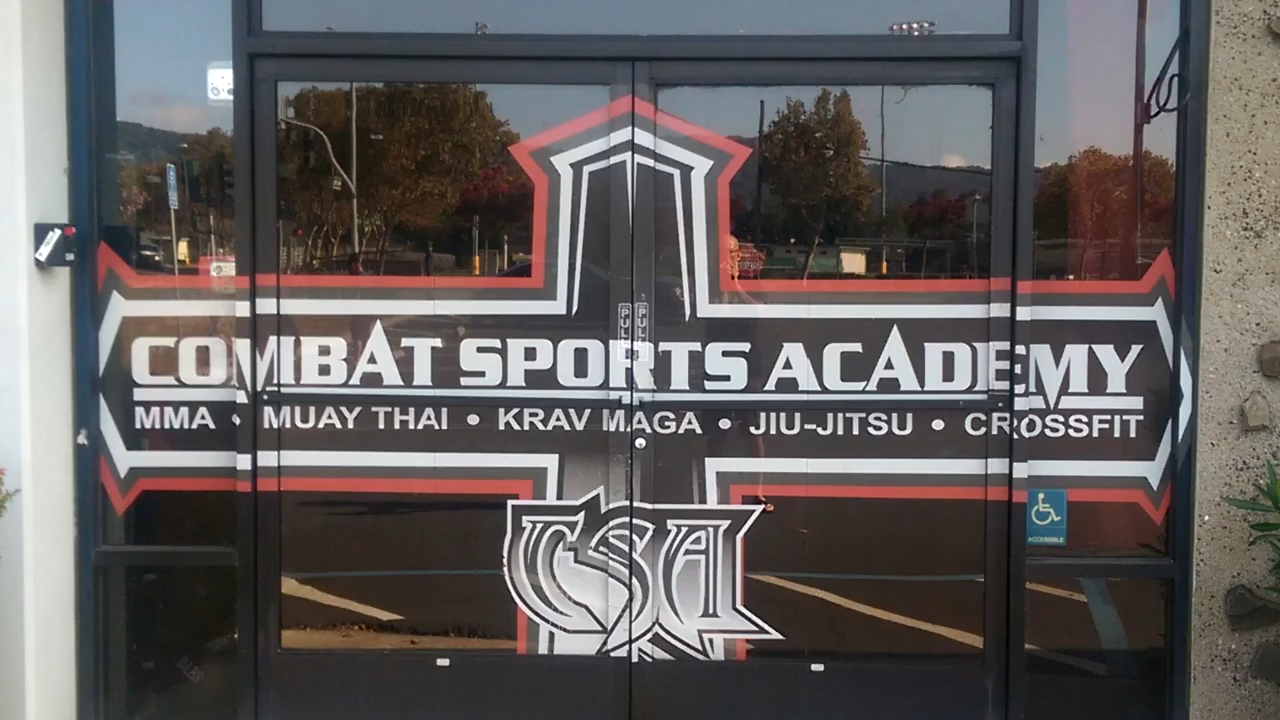 PULL PULL
COMBAT SPORTS ACADEMY
MMA • MUAY THAI • KRAV MAGA • JIU-JITSU • CROSSFIT
CSA
ACCESSIBLE